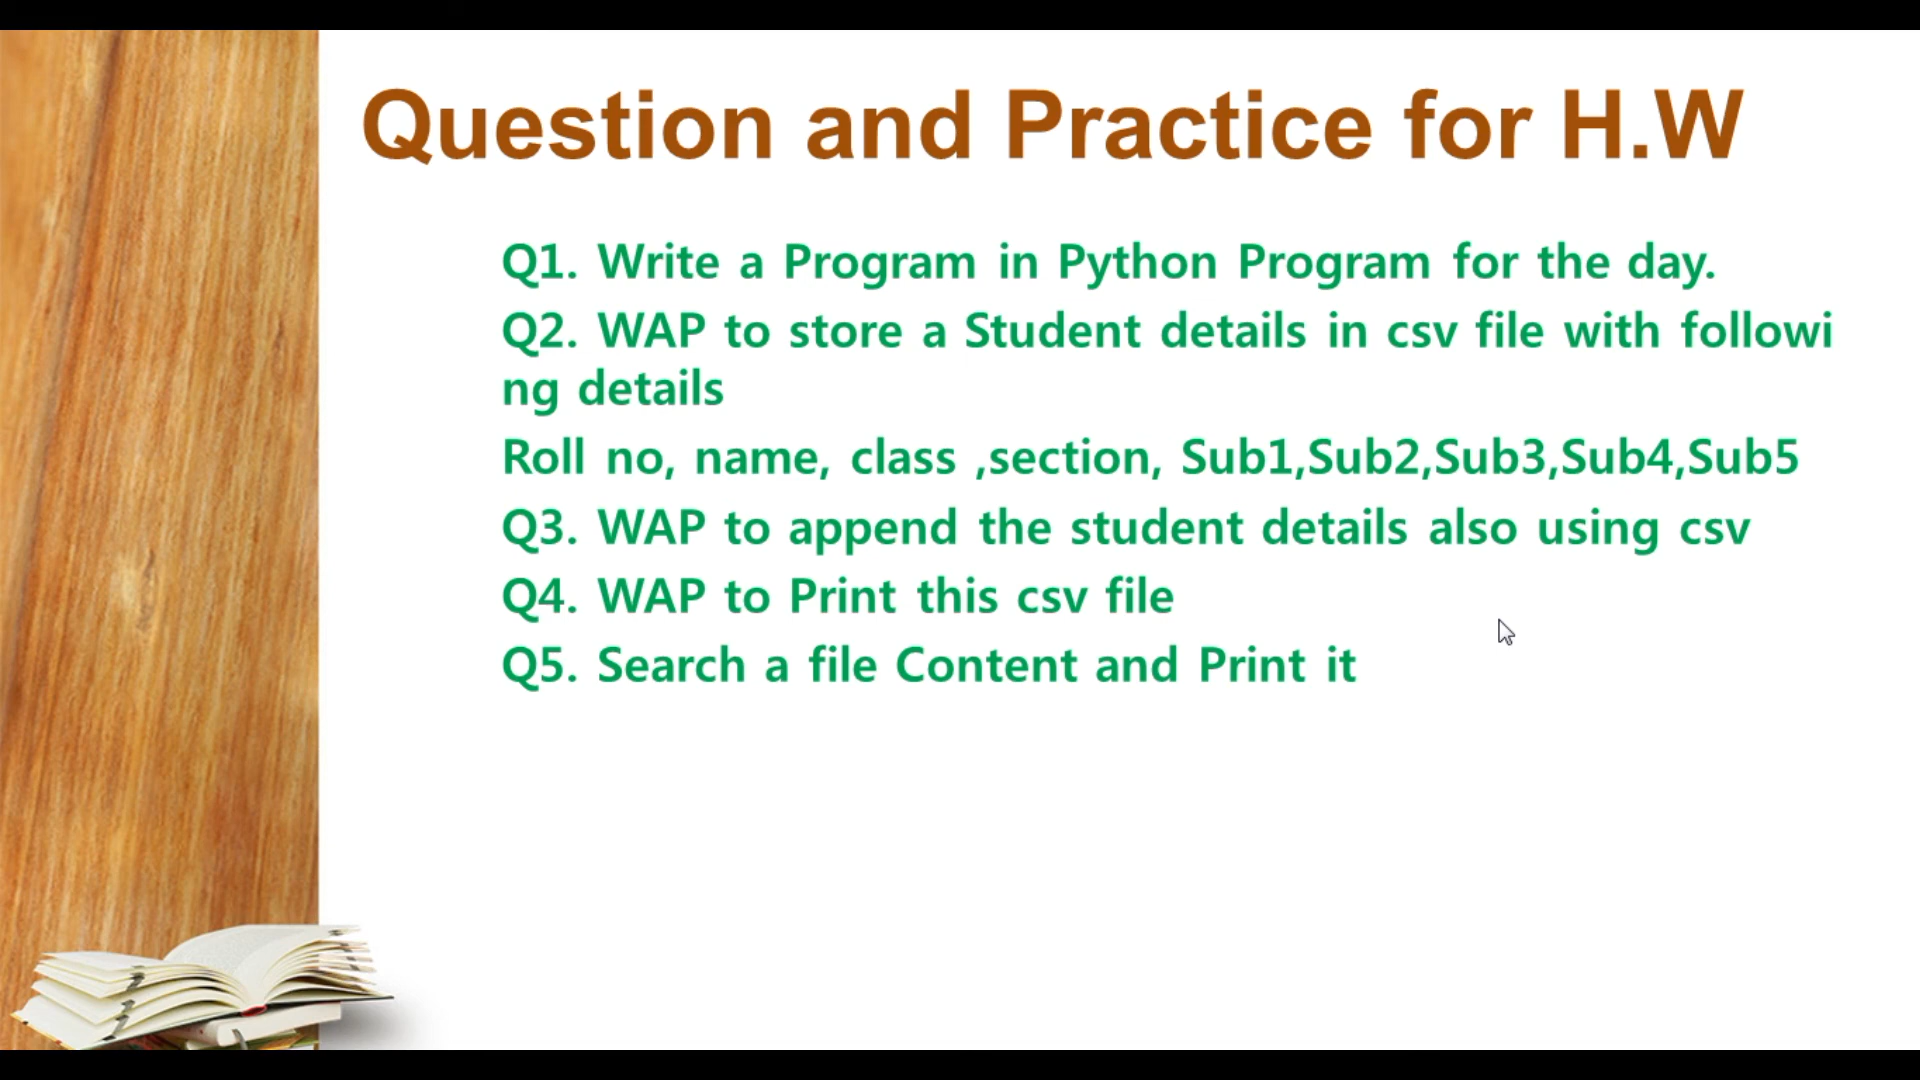 Question and Practice for H.W
Q1. Write a Program in Python Program for the day.
Q2. WAP to store a Student details in csv file with followi
ng details
Roll no, name, class ,section, Sub1,Sub2,Sub3,Sub4,Sub5
Q3. WAP to append the student details also using csv
Q4. WAP to Print this csv file
Q5. Search a file Content and Print it